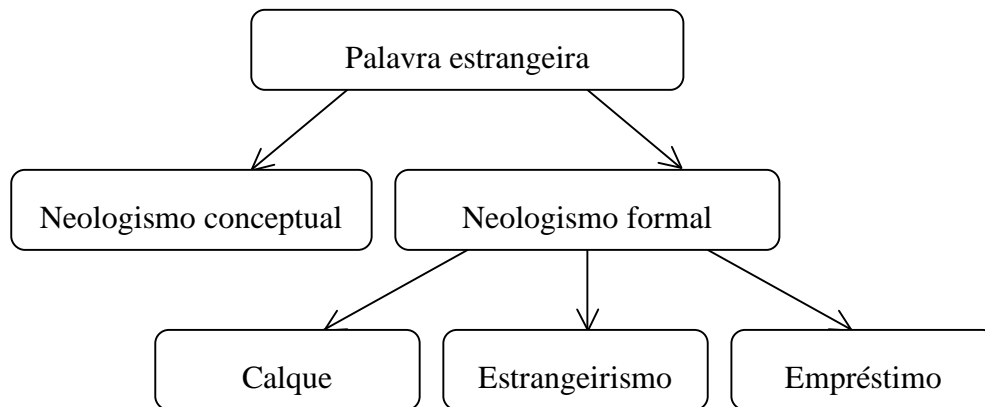 Palavra estrangeira
Neologismo conceptual
Neologismo formal
Calque
Estrangeirismo
Empréstimo